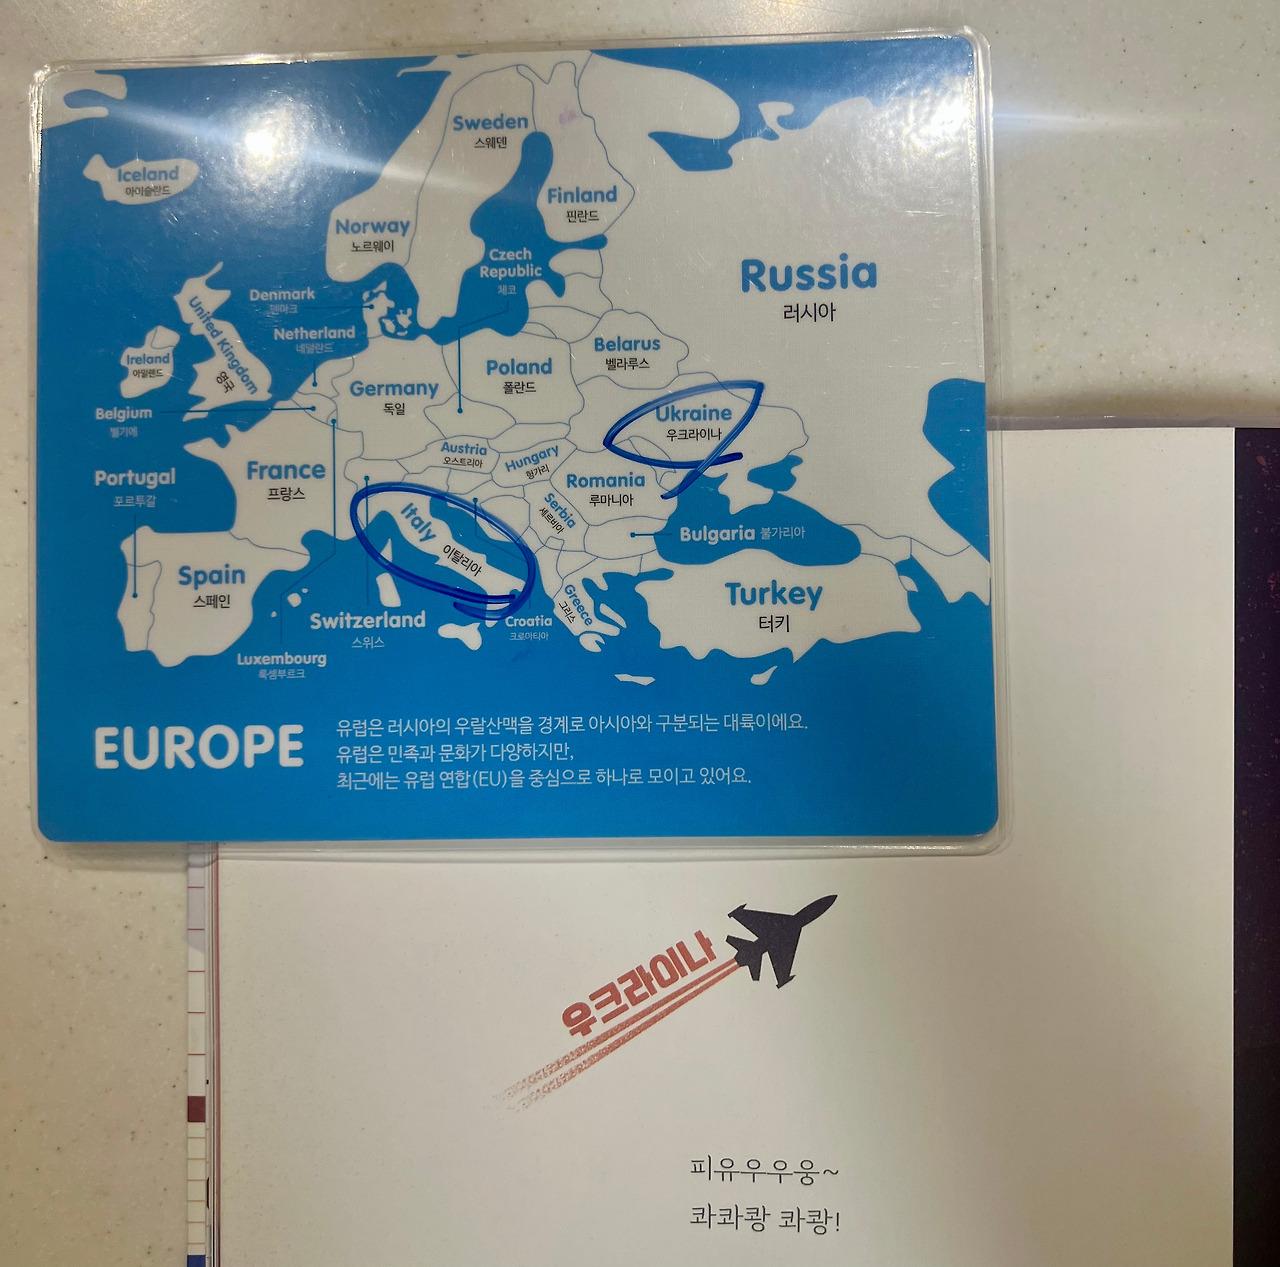 Sweden
스웨덴
Iceland
아이슬란드
Finland
핀란드
Norway
노르웨이
Czech
Republic
체코
Russia
러시아
Denmark
덴마크
United Kingdom
영국
Netherland
네덜란드
Belarus
벨라루스
Ireland
아일랜드
Poland
폴란드
Germany
독일
Belgium
벨기에
Ukraine
우크라이나
Austria
오스트리아
Hungary
헝가리
France
프랑스
Portugal
포르투갈
Romania
루마니아
Serbia
세르비아
Italy
이탈리아
Bulgaria 불가리아
Spain
스페인
Turkey
터키
Greece
그리스
Switzerland
스위스
Croatia
크로아티아
Luxembourg
룩셈부르크
EUROPE
유럽은 러시아의 우랄산맥을 경계로 아시아와 구분되는 대륙이에요.
유럽은 민족과 문화가 다양하지만,
최근에는 유럽 연합(EU)을 중심으로 하나로 모이고 있어요.
우크라이나
피유우우웅~
콰콰쾅 콰쾅!